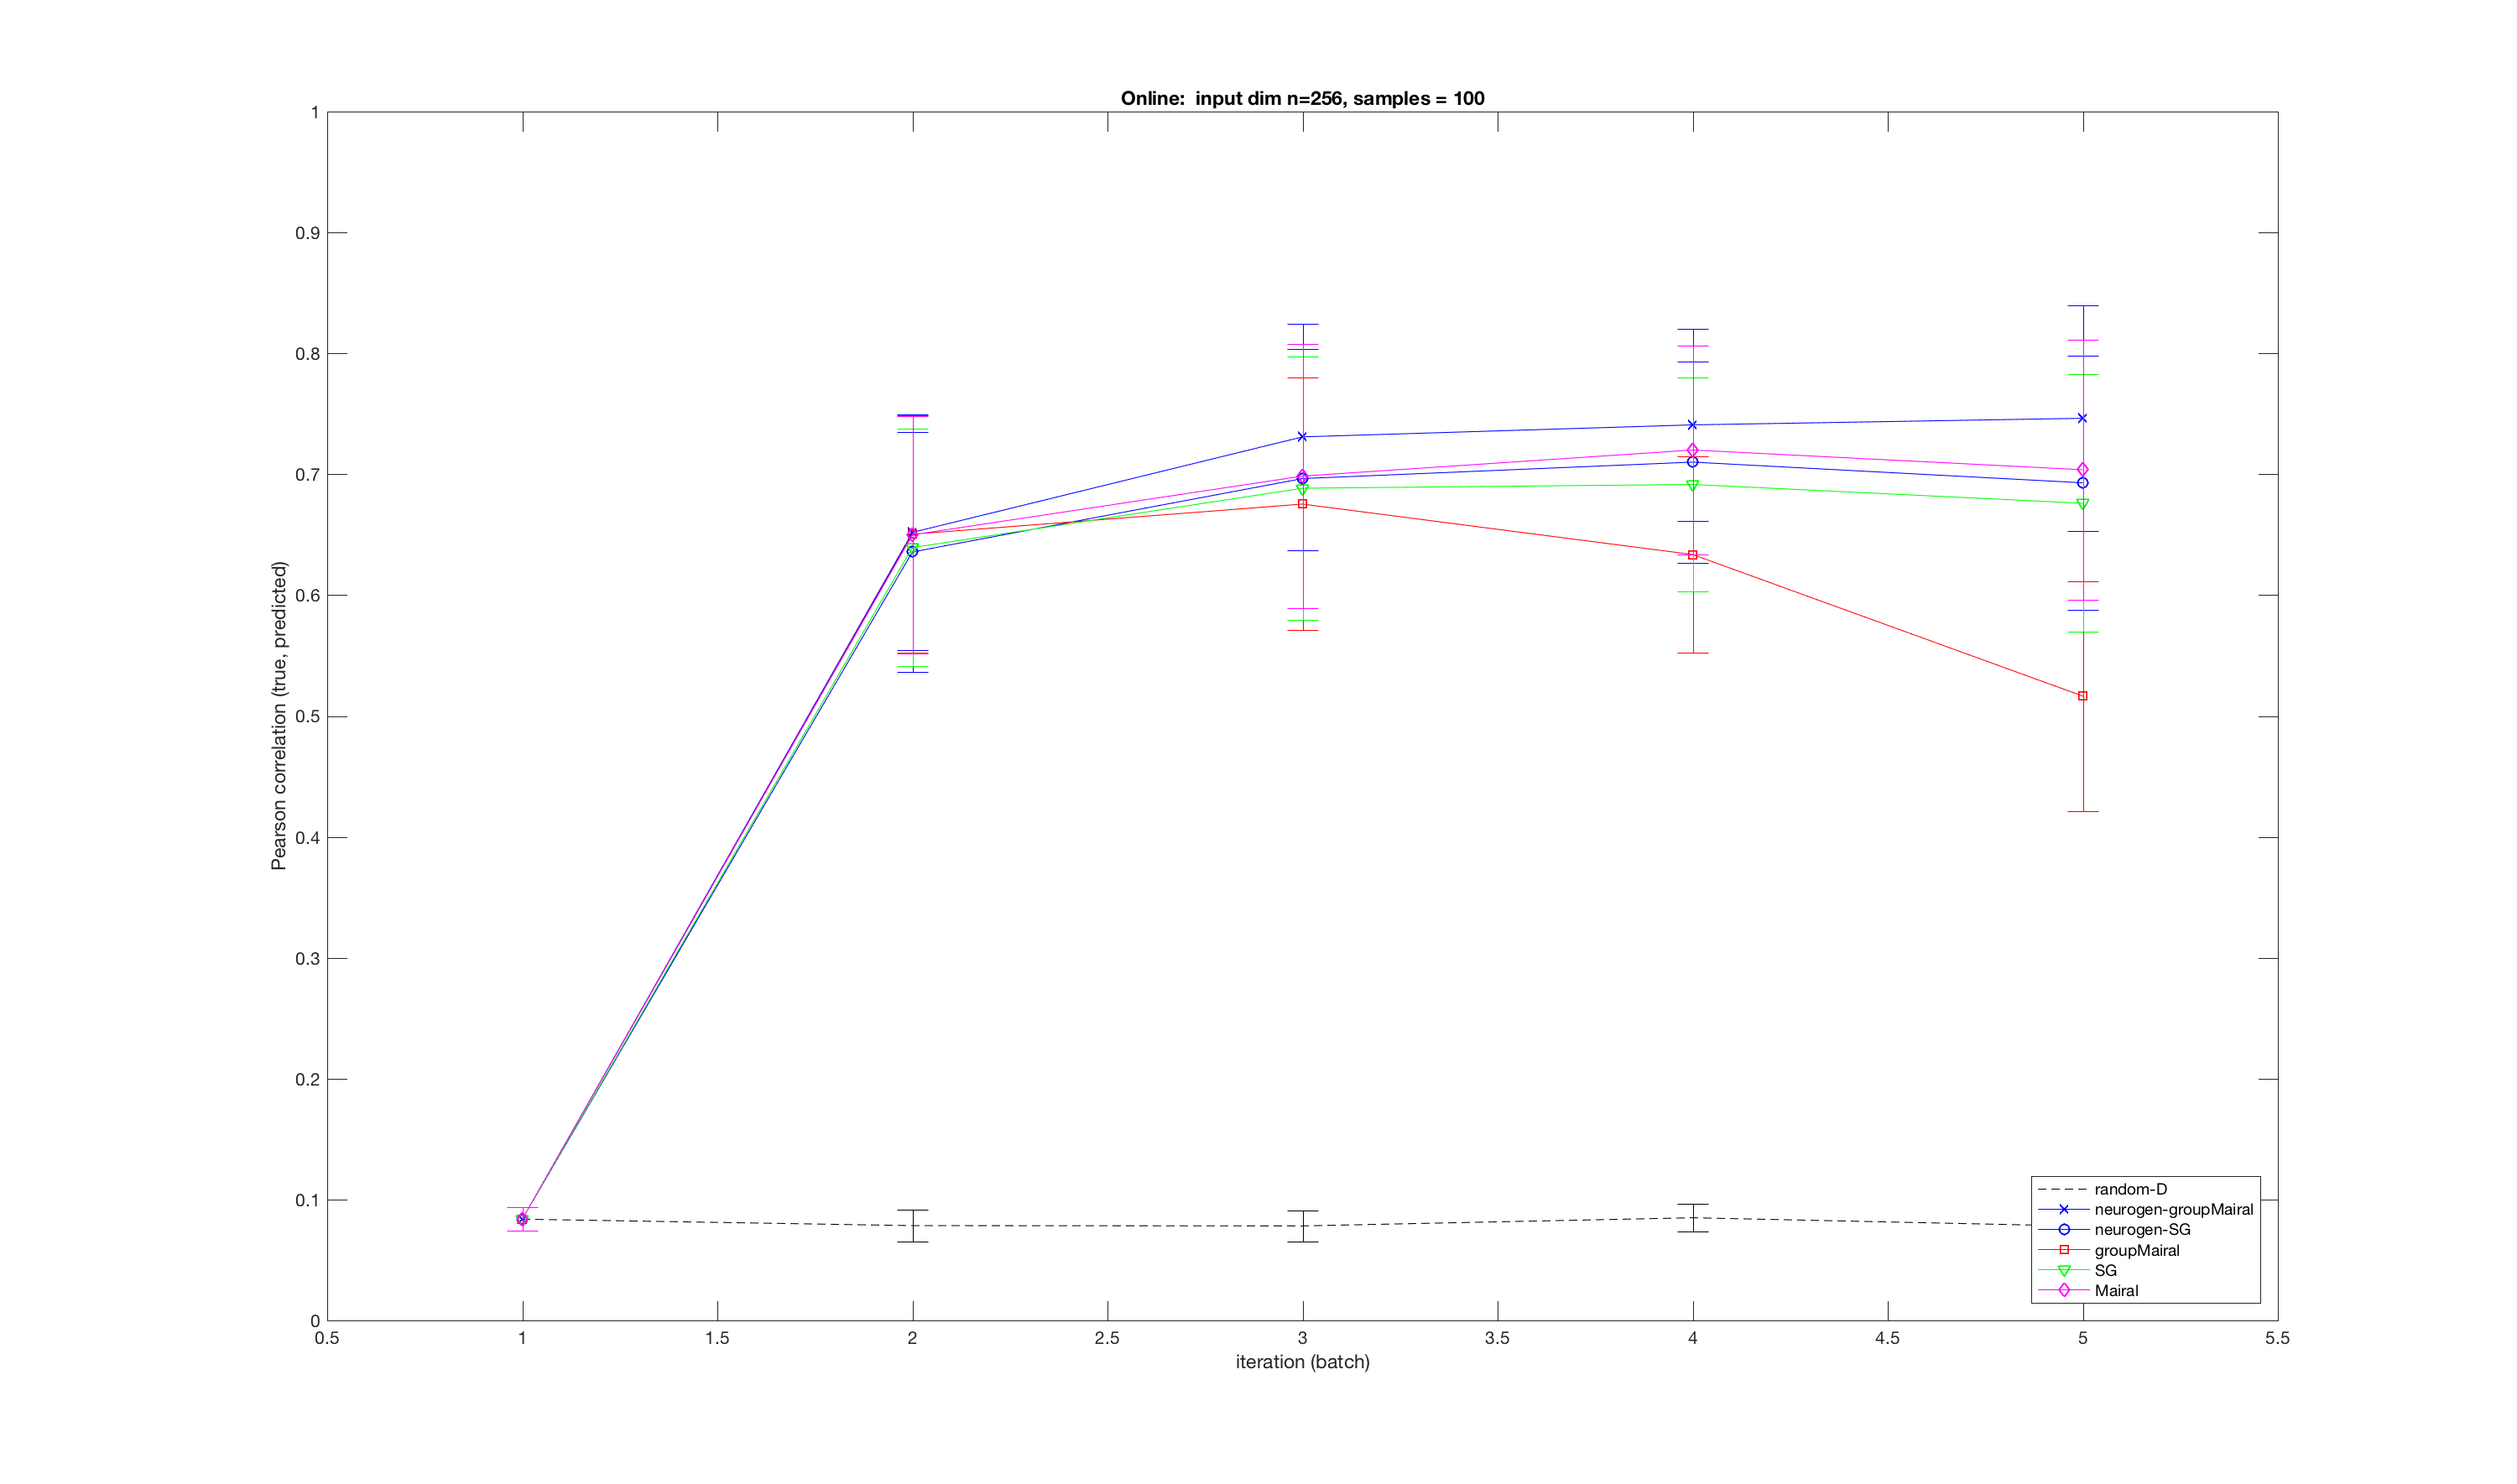 Online:  input dim n=256, samples = 100
1
0.9
0.8
0.7
0.6
0.5
0.4
0.3
0.2
0.1
0
Pearson correlation (true, predicted)
0.5 1 1.5 2 2.5 3 3.5 4 4.5 5 5.5
iteration (batch)
random-D
neurogen-groupMairal
neurogen-SG
groupMairal
SG
Mairal